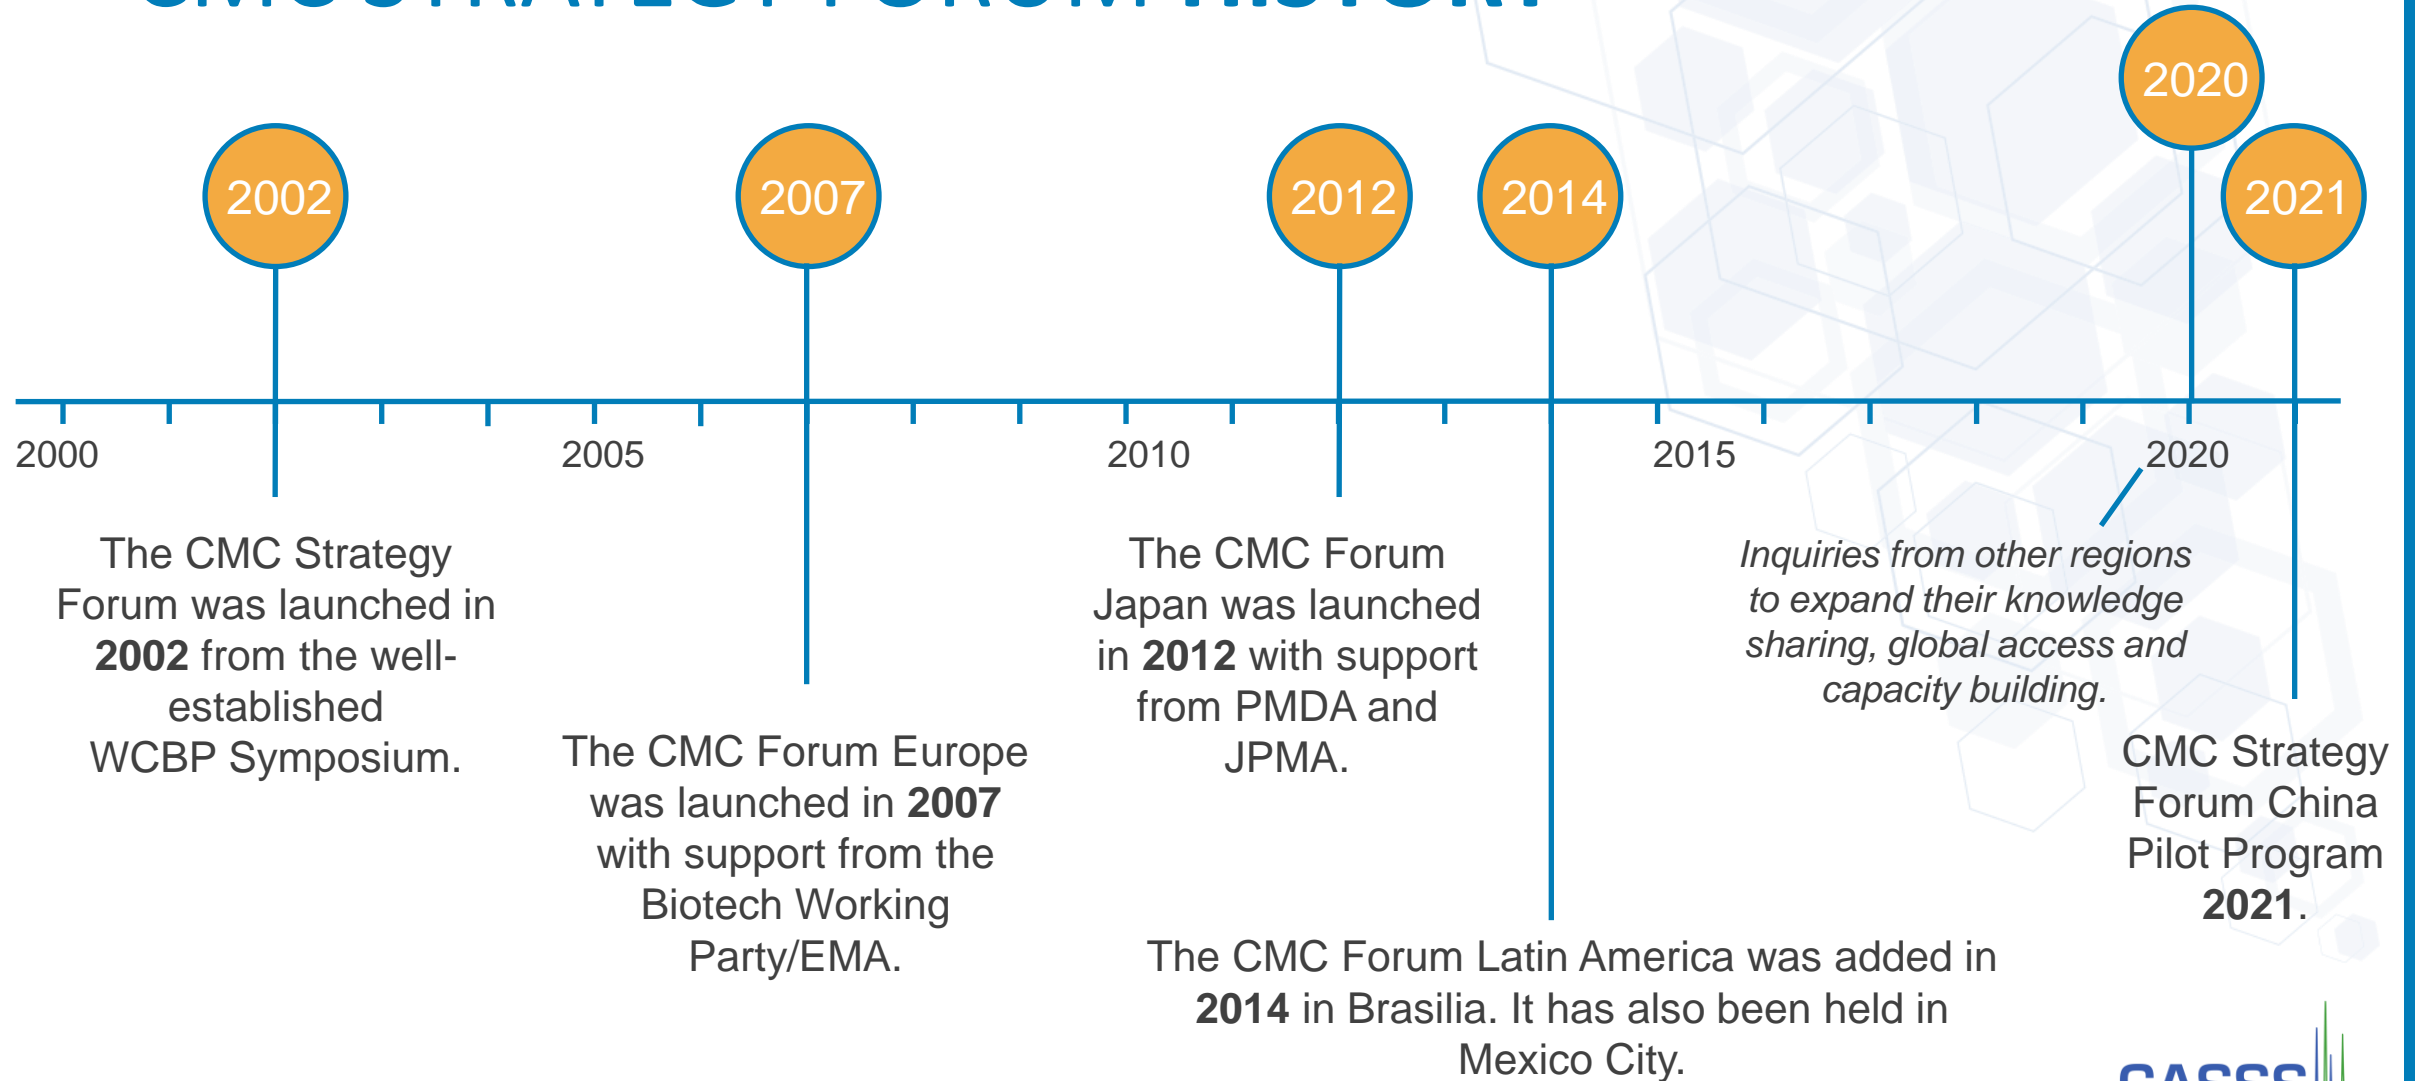 CMC STRATEGY FORUM HISTORY
2020
2002
2007
2012
2014
2021
2000
2005
2010
2015
2020
The CMC Strategy
Forum was launched in
2002 from the well-
established
WCBP Symposium.
The CMC Forum Europe
was launched in 2007
with support from the
Biotech Working
Party/EMA.
The CMC Forum
Japan was launched
in 2012 with support
from PMDA and
JPMA.
The CMC Forum Latin America was added in
2014 in Brasilia. It has also been held in
Mexico City.
Inquiries from other regions
to expand their knowledge
sharing, global access and
capacity building.
CMC Strategy
Forum China
Pilot Program
2021.
CASSS